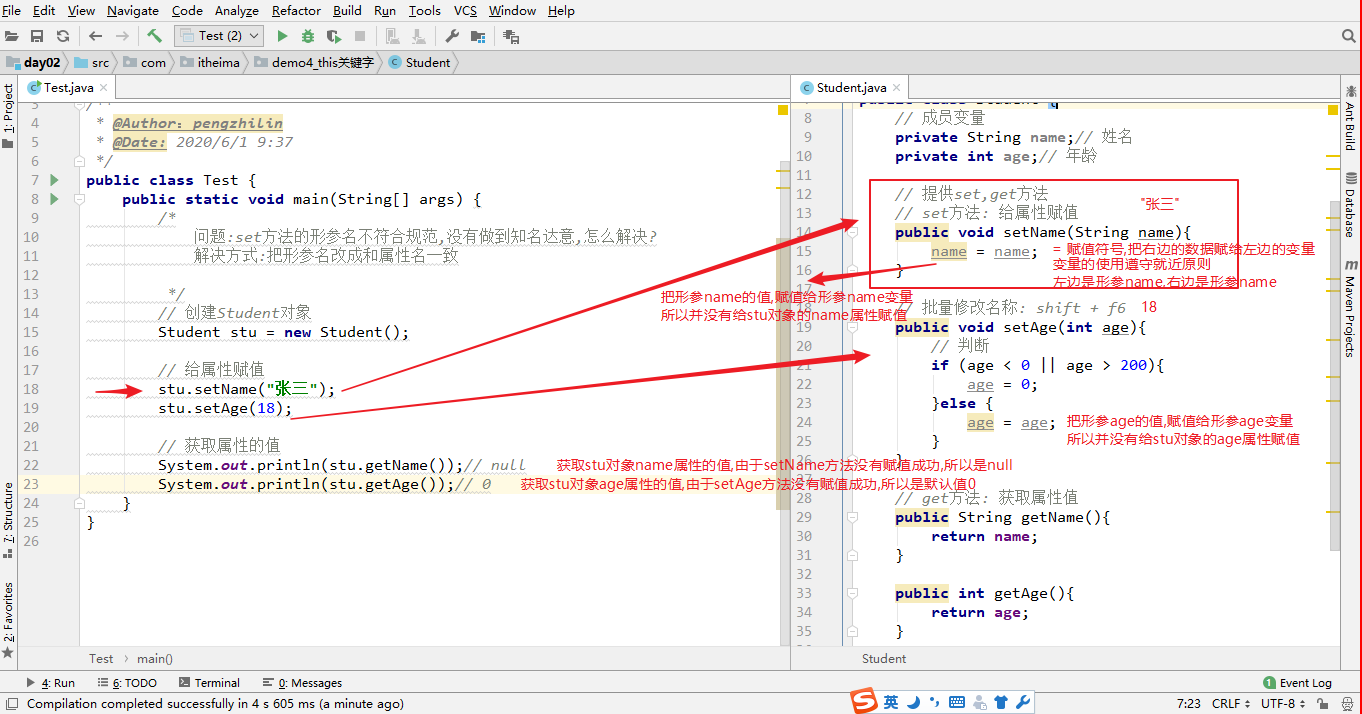 File Edit View Navigate Code Analyze Refactor Build Run Tools VCS Window Help
Test (2)
day02 src com itheima demo4_this关键字 Student
Test.java
3 /**
4 * @Author: pengzhilin
5 * @Date: 2020/6/1 9:37
6 */
7 public class Test {
8 public static void main(String[] args) {
9 /*
10 问题:set方法的形参名不符合规范,没有做到知名达意,怎么解决?
11 解决方式:把形参名改成和属性名一致
12
13 */
14 // 创建Student对象
15 Student stu = new Student();
16
17 // 给属性赋值
18 stu.setName("张三");
19 stu.setAge(18);
20
21 // 获取属性的值
22 System.out.println(stu.getName());// null 获取stu对象name属性的值,由于setName方法没有赋值成功,所以是null
23 System.out.println(stu.getAge());// 0 获取stu对象age属性的值,由于setAge方法没有赋值成功,所以是默认值0
24 }
25 }
26
把形参name的值,赋值给形参name变量
所以并没有给stu对象的name属性赋值
Test › main()
Student.java
public class Student {
8 // 成员变量
9 private String name;// 姓名
10 private int age;// 年龄
11
12 // 提供set,get方法
13 // set方法: 给属性赋值 "张三"
14 public void setName(String name){
15 name = name; = 赋值符号,把右边的数据赋给左边的变量
变量的使用遵守就近原则
16 }
左边是形参name,右边是形参name
17
批量修改名称: shift + f6 18
19 public void setAge(int age){
20 // 判断
21 if (age < 0 || age > 200){
22 age = 0;
23 }else {
24 age = age; 把形参age的值,赋值给形参age变量
所以并没有给stu对象的age属性赋值
25 }
26 }
27
28 // get方法: 获取属性值
29 public String getName(){
30 return name;
31 }
32
33 public int getAge(){
34 return age;
35 }
Student
1: Project
7: Structure
2: Favorites
Ant Build
Database
m Maven Projects
4: Run 6: TODO Terminal 0: Messages 1 Event Log
Compilation completed successfully in 4 s 605 ms (a minute ago) S 英 7:23 CRLF UTF-8